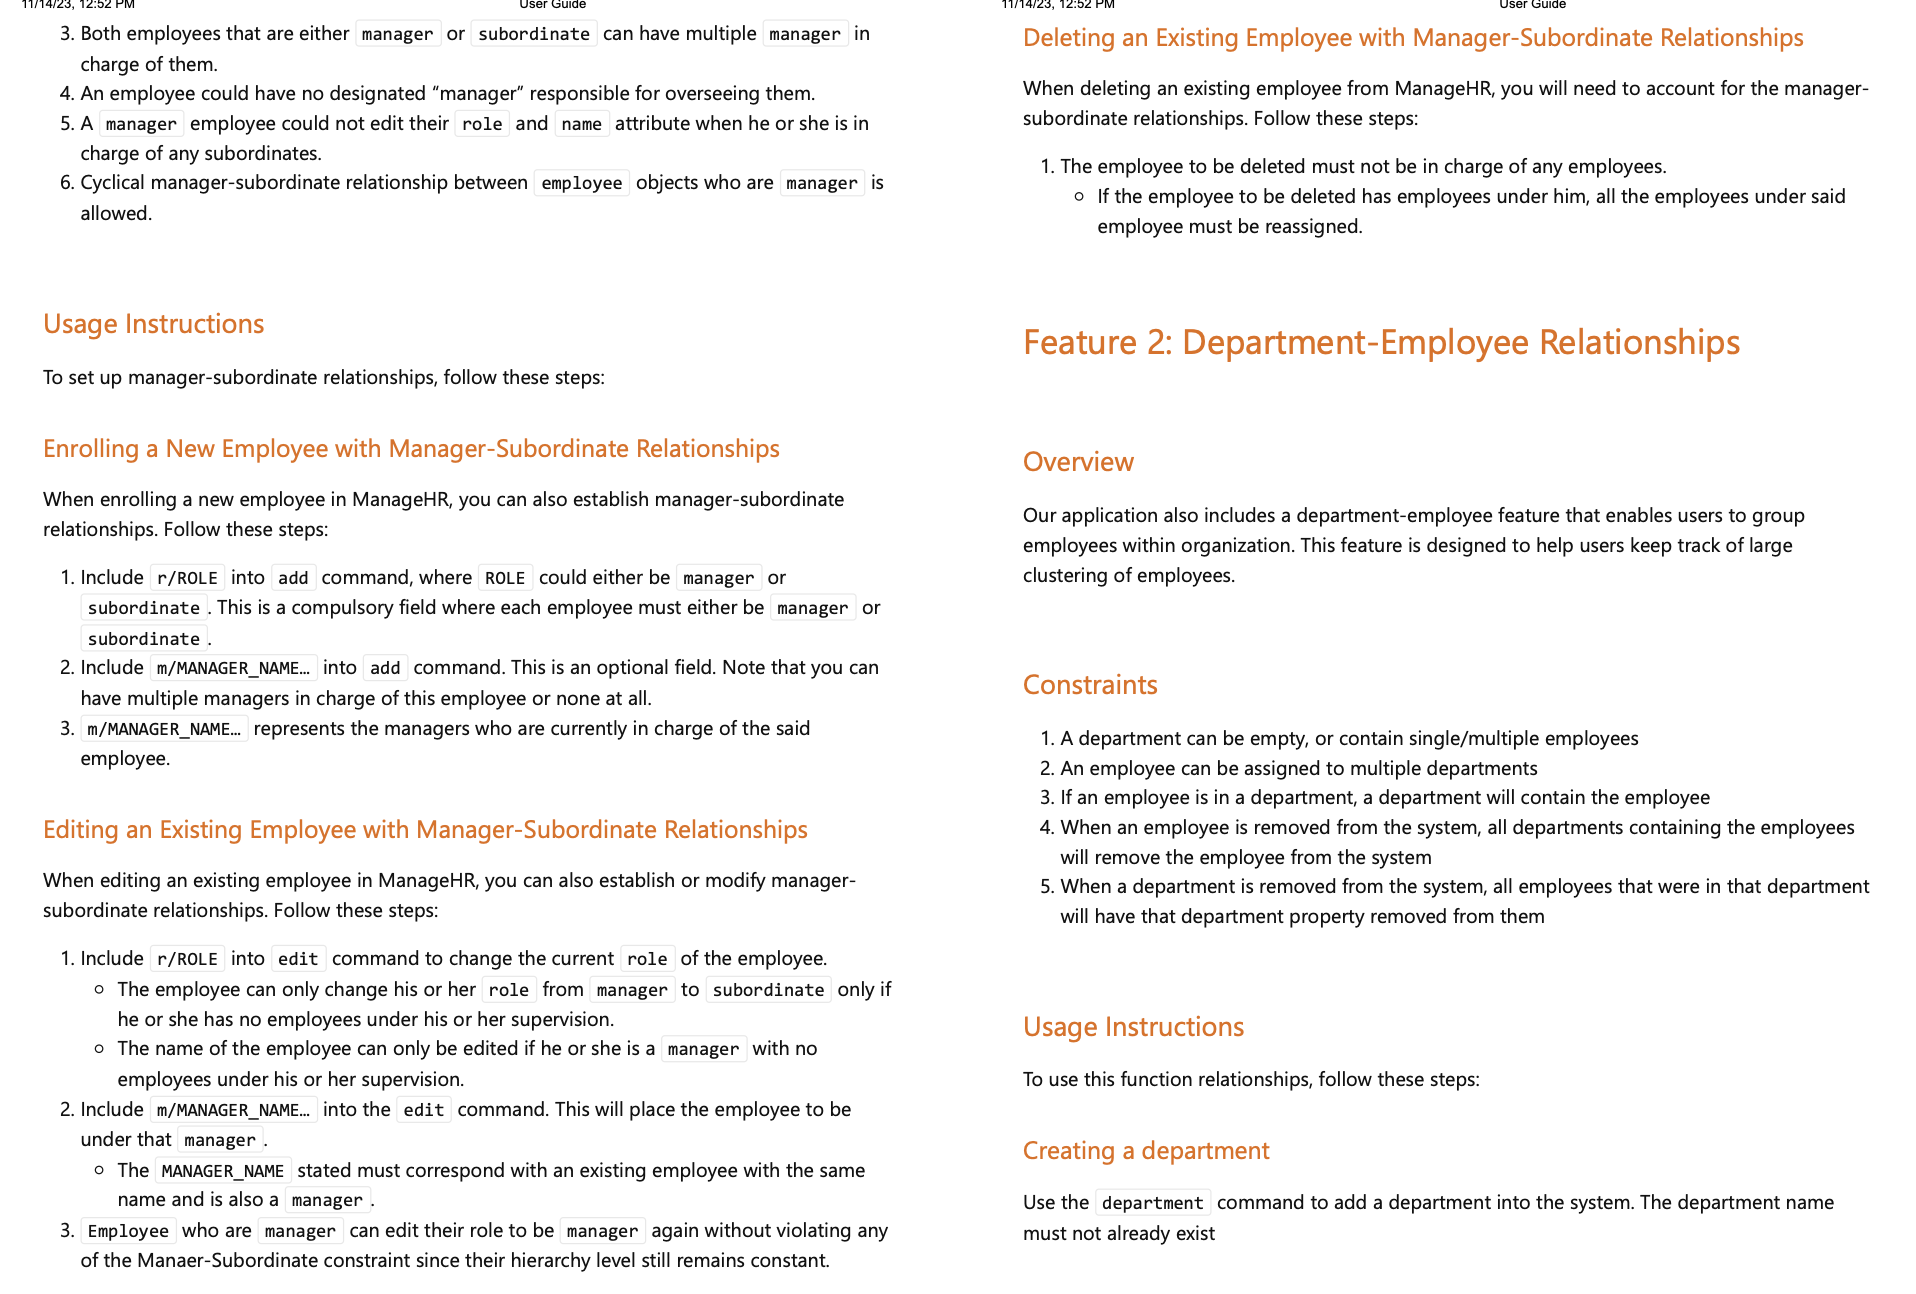 11/14/23, 12:52 PM
User Guide
3. Both employees that are either manager or subordinate can have multiple manager in
charge of them.
4. An employee could have no designated “manager” responsible for overseeing them.
5. A manager employee could not edit their role and name attribute when he or she is in
charge of any subordinates.
6. Cyclical manager-subordinate relationship between employee objects who are manager is
allowed.
Usage Instructions
To set up manager-subordinate relationships, follow these steps:
Enrolling a New Employee with Manager-Subordinate Relationships
When enrolling a new employee in ManageHR, you can also establish manager-subordinate
relationships. Follow these steps:
1. Include r/ROLE into add command, where ROLE could either be manager or
subordinate. This is a compulsory field where each employee must either be manager or
subordinate.
2. Include m/MANAGER_NAME… into add command. This is an optional field. Note that you can
have multiple managers in charge of this employee or none at all.
3. m/MANAGER_NAME… represents the managers who are currently in charge of the said
employee.
Editing an Existing Employee with Manager-Subordinate Relationships
When editing an existing employee in ManageHR, you can also establish or modify manager-
subordinate relationships. Follow these steps:
1. Include r/ROLE into edit command to change the current role of the employee.
○ The employee can only change his or her role from manager to subordinate only if
he or she has no employees under his or her supervision.
○ The name of the employee can only be edited if he or she is a manager with no
employees under his or her supervision.
2. Include m/MANAGER_NAME… into the edit command. This will place the employee to be
under that manager.
○ The MANAGER_NAME stated must correspond with an existing employee with the same
name and is also a manager.
3. Employee who are manager can edit their role to be manager again without violating any
of the Manaer-Subordinate constraint since their hierarchy level still remains constant.
11/14/23, 12:52 PM
User Guide
Deleting an Existing Employee with Manager-Subordinate Relationships
When deleting an existing employee from ManageHR, you will need to account for the manager-
subordinate relationships. Follow these steps:
1. The employee to be deleted must not be in charge of any employees.
○ If the employee to be deleted has employees under him, all the employees under said
employee must be reassigned.
Feature 2: Department-Employee Relationships
Overview
Our application also includes a department-employee feature that enables users to group
employees within organization. This feature is designed to help users keep track of large
clustering of employees.
Constraints
1. A department can be empty, or contain single/multiple employees
2. An employee can be assigned to multiple departments
3. If an employee is in a department, a department will contain the employee
4. When an employee is removed from the system, all departments containing the employees
will remove the employee from the system
5. When a department is removed from the system, all employees that were in that department
will have that department property removed from them
Usage Instructions
To use this function relationships, follow these steps:
Creating a department
Use the department command to add a department into the system. The department name
must not already exist